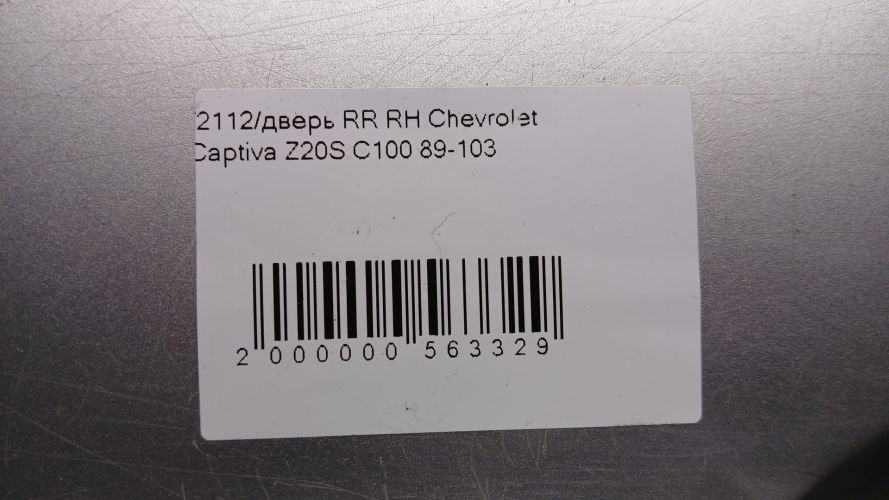 2112/дверь RR RH Chevrolet
Captiva Z20S C100 89-103
2 000000 563329